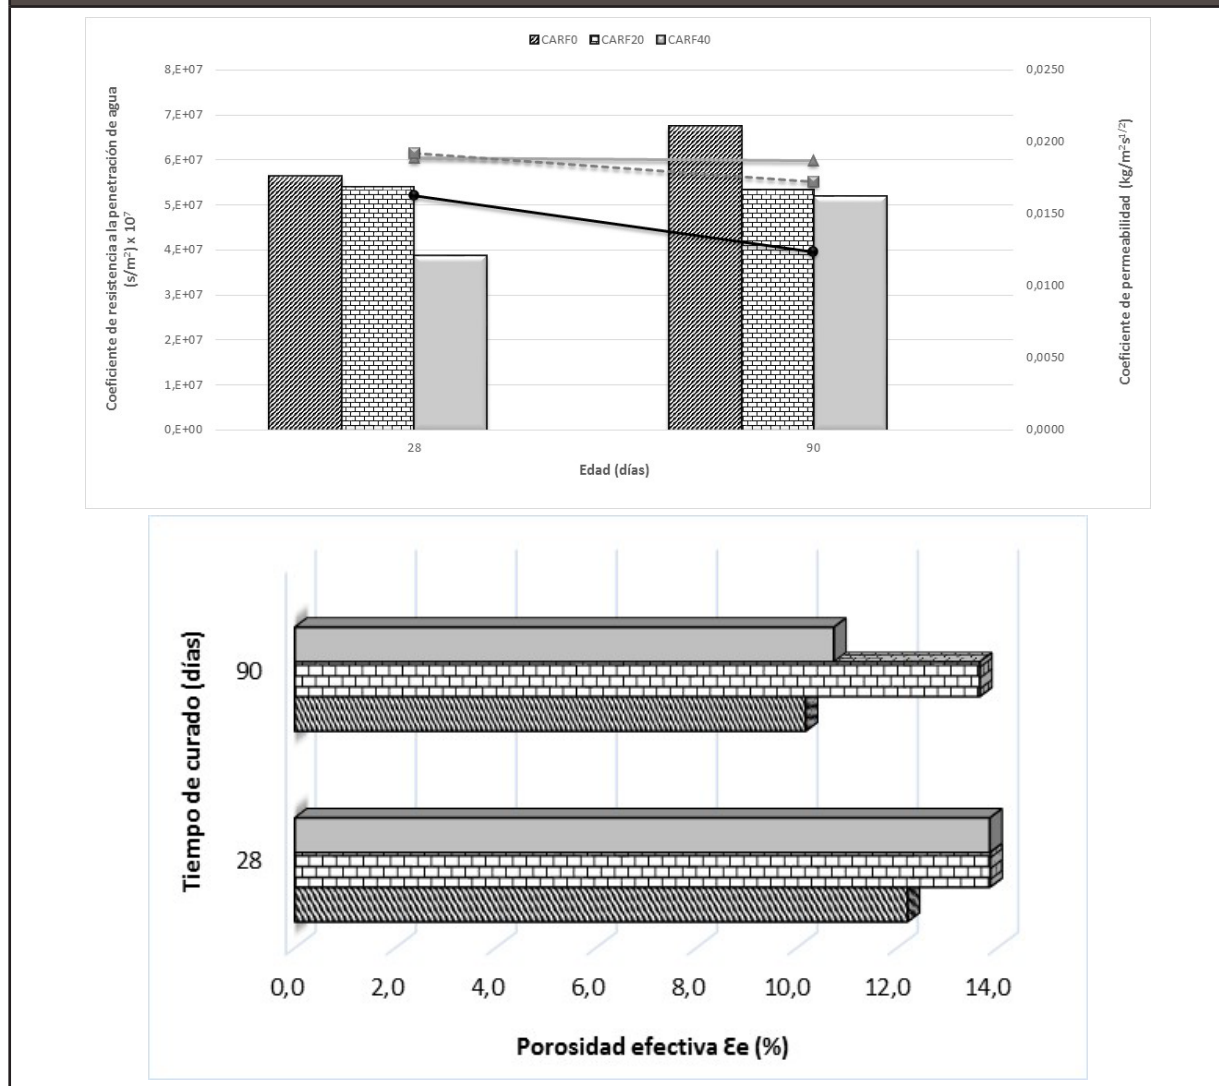 CARF0 CARF20 CARF40
Coeficiente de resistencia a la penetración de agua
(s/m²) x 10⁷
8,E+07
7,E+07
6,E+07
5,E+07
4,E+07
3,E+07
2,E+07
1,E+07
0,E+00
0,0250
0,0200
0,0150
0,0100
0,0050
0,0000
Coeficiente de permeabilidad (kg/m²s¹/²)
28 90
Edad (días)
Tiempo de curado (días)
90
28
0,0 2,0 4,0 6,0 8,0 10,0 12,0 14,0
Porosidad efectiva Ɛe (%)